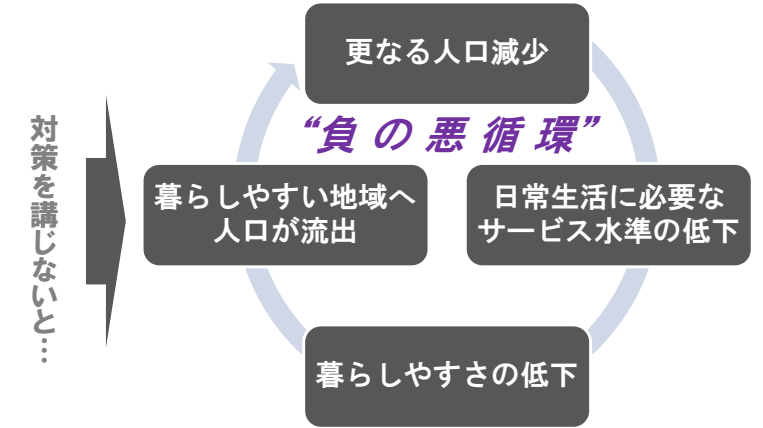 対策を講じないと…
更なる人口減少
“負の悪循環”
暮らしやすい地域へ
人口が流出
日常生活に必要な
サービス水準の低下
暮らしやすさの低下